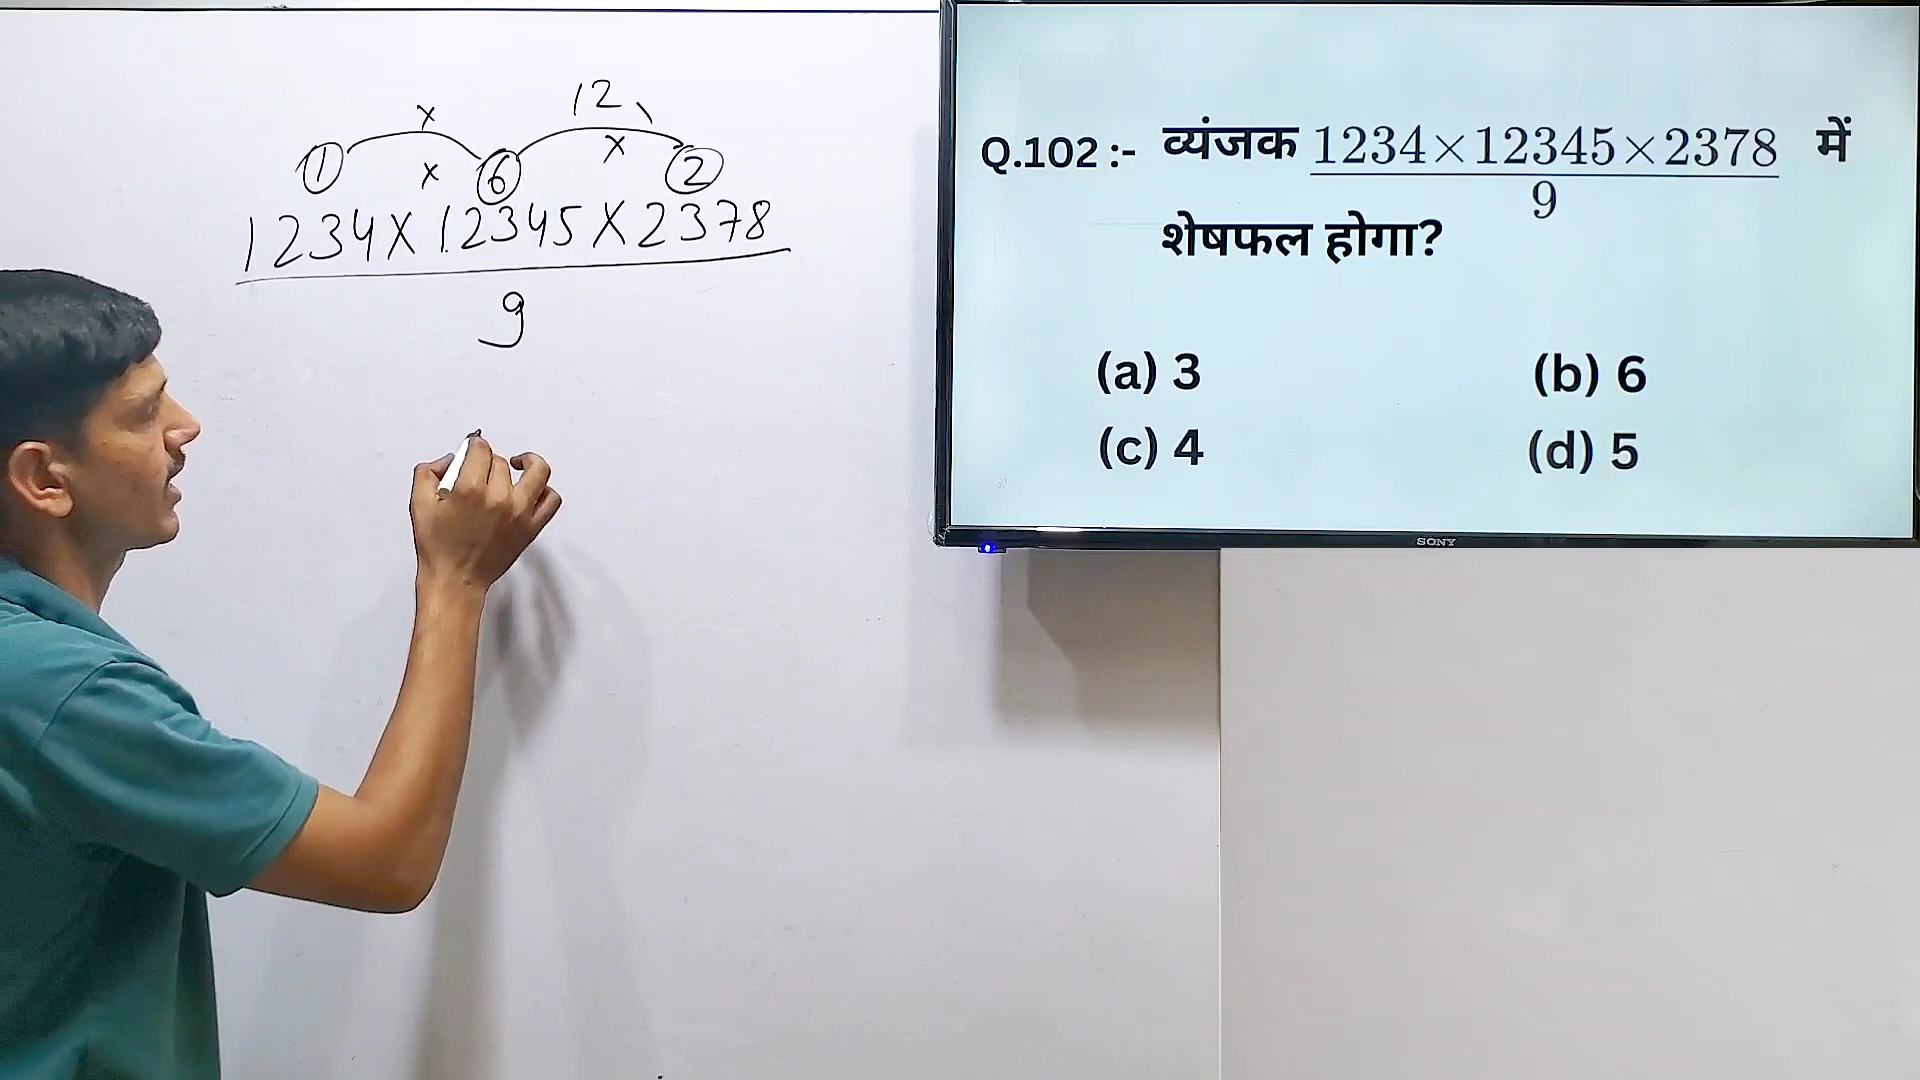 12
× ×
① × ⑥ ② 
1234 × 12345 × 2378
9
Q.102 :- व्यंजक 1234×12345×2378 में
9
शेषफल होगा?
(a) 3 (b) 6
(c) 4 (d) 5
SONY